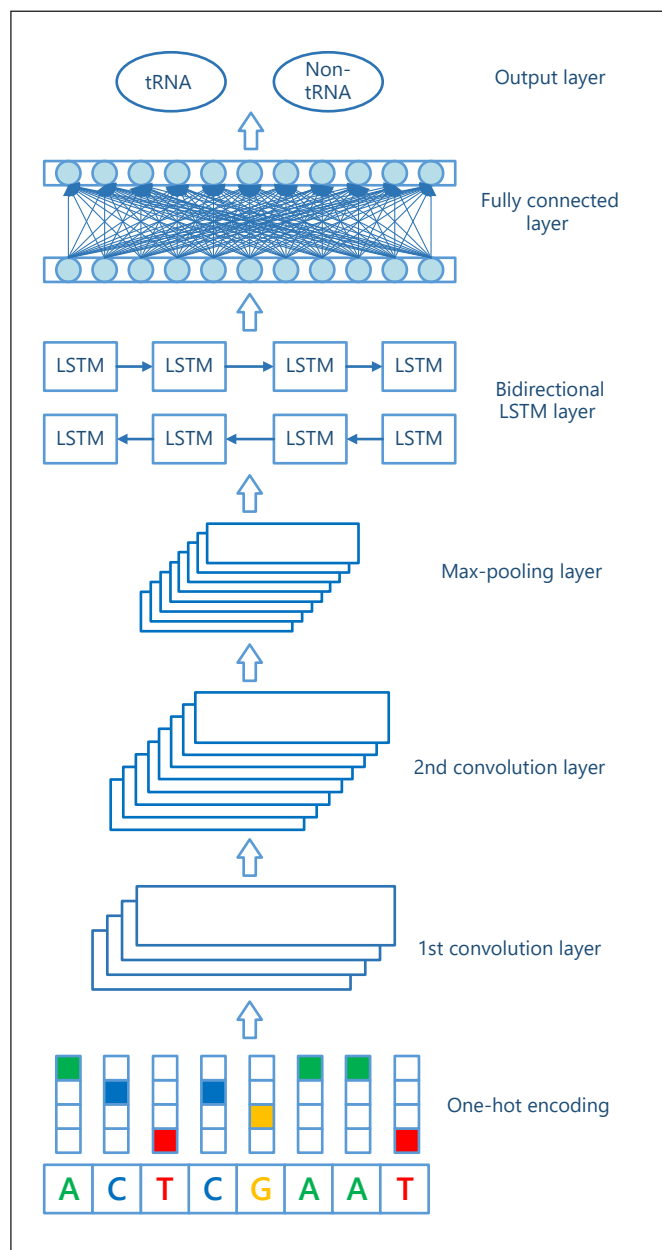 tRNA
Non-
tRNA
Output layer
Fully connected
layer
LSTM LSTM LSTM LSTM
Bidirectional
LSTM layer
LSTM LSTM LSTM LSTM
Max-pooling layer
2nd convolution layer
1st convolution layer
One-hot encoding
A C T C G A A T